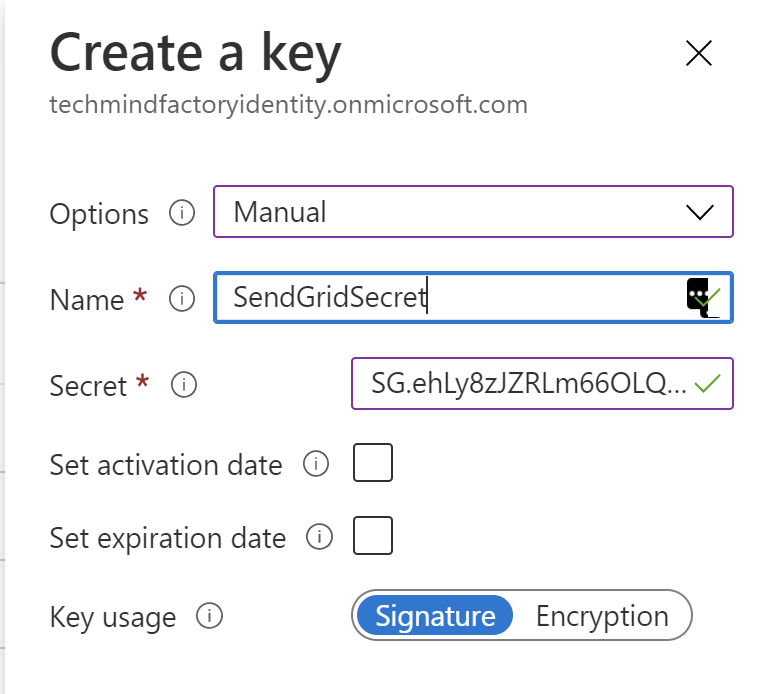 Create a key
techmindfactoryidentity.onmicrosoft.com
Options Manual
Name * SendGridSecret
Secret * SG.ehLy8zJZRLm66OLQ...
Set activation date
Set expiration date
Key usage Signature Encryption